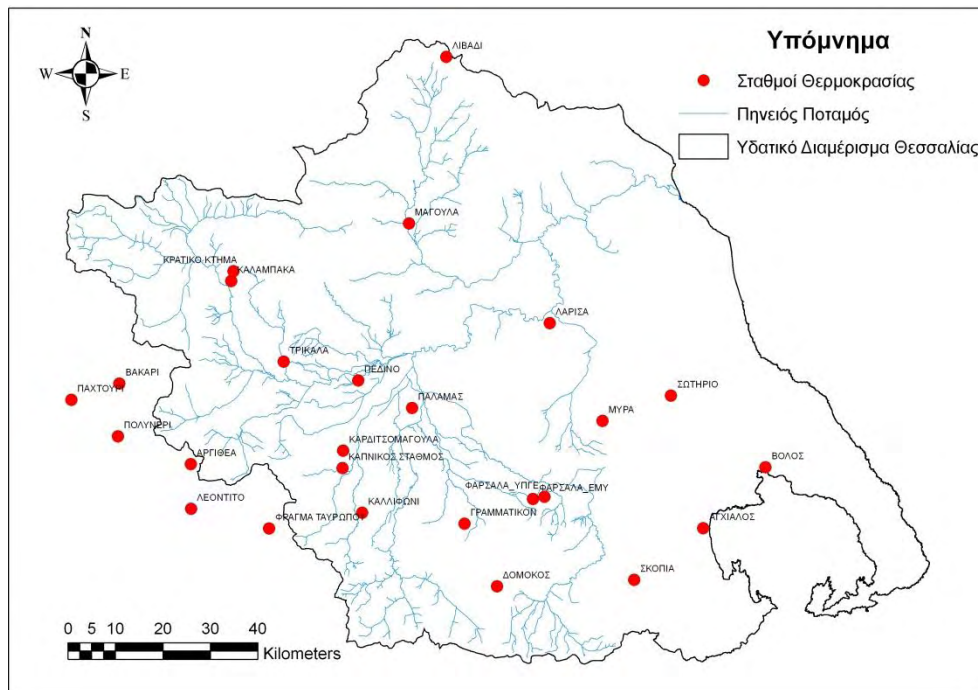 N
W E
S
Υπόμνημα
Σταθμοί Θερμοκρασίας
Πηνειός Ποταμός
Υδατικό Διαμέρισμα Θεσσαλίας
ΛΙΒΑΔΙ
ΜΑΓΟΥΛΑ
ΚΡΑΤΙΚΟ ΚΤΗΜΑ
ΚΑΛΑΜΠΑΚΑ
ΛΑΡΙΣΑ
ΤΡΙΚΑΛΑ
ΠΕΔΙΝΟ
ΒΑΚΑΡΙ
ΠΑΧΤΟΥΡΙ
ΣΩΤΗΡΙΟ
ΠΑΛΑΜΑΣ
ΜΥΡΑ
ΠΟΛΥΝΕΡΙ
ΚΑΡΔΙΤΣΟΜΑΓΟΥΛΑ
ΑΡΓΙΘΕΑ
ΚΑΠΝΙΚΟΣ ΣΤΑΘΜΟΣ
ΒΟΛΟΣ
ΦΑΡΣΑΛΑ_ΥΠΓΕ
ΦΑΡΣΑΛΑ_ΕΜΥ
ΛΕΟΝΤΙΤΟ
ΚΑΛΛΙΦΩΝΙ
ΦΡΑΓΜΑ ΤΑΥΡΩΠΟΥ
ΓΡΑΜΜΑΤΙΚΟΝ
ΑΓΧΙΑΛΟΣ
ΔΟΜΟΚΟΣ
ΣΚΟΠΙΑ
0 5 10 20 30 40
Kilometers